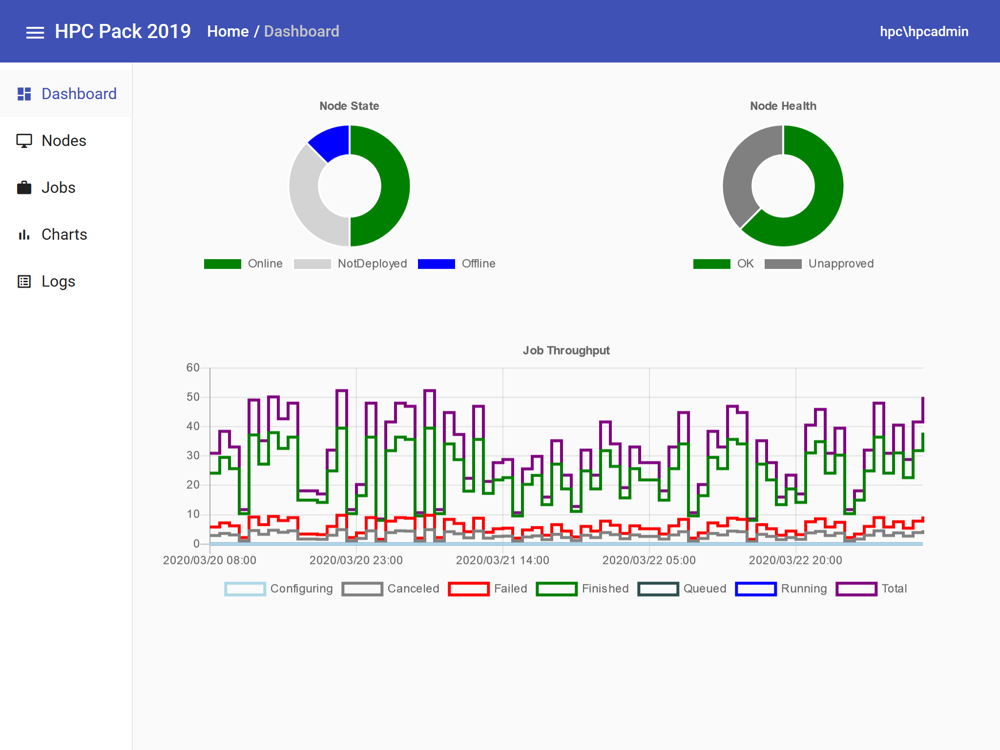 HPC Pack 2019 Home / Dashboard hpc\hpcadmin
Dashboard
Nodes
Jobs
Charts
Logs
Node State
Online NotDeployed Offline
Node Health
OK Unapproved
Job Throughput
60
50
40
30
20
10
0
2020/03/20 08:00 2020/03/20 23:00 2020/03/21 14:00 2020/03/22 05:00 2020/03/22 20:00
Configuring Canceled Failed Finished Queued Running Total